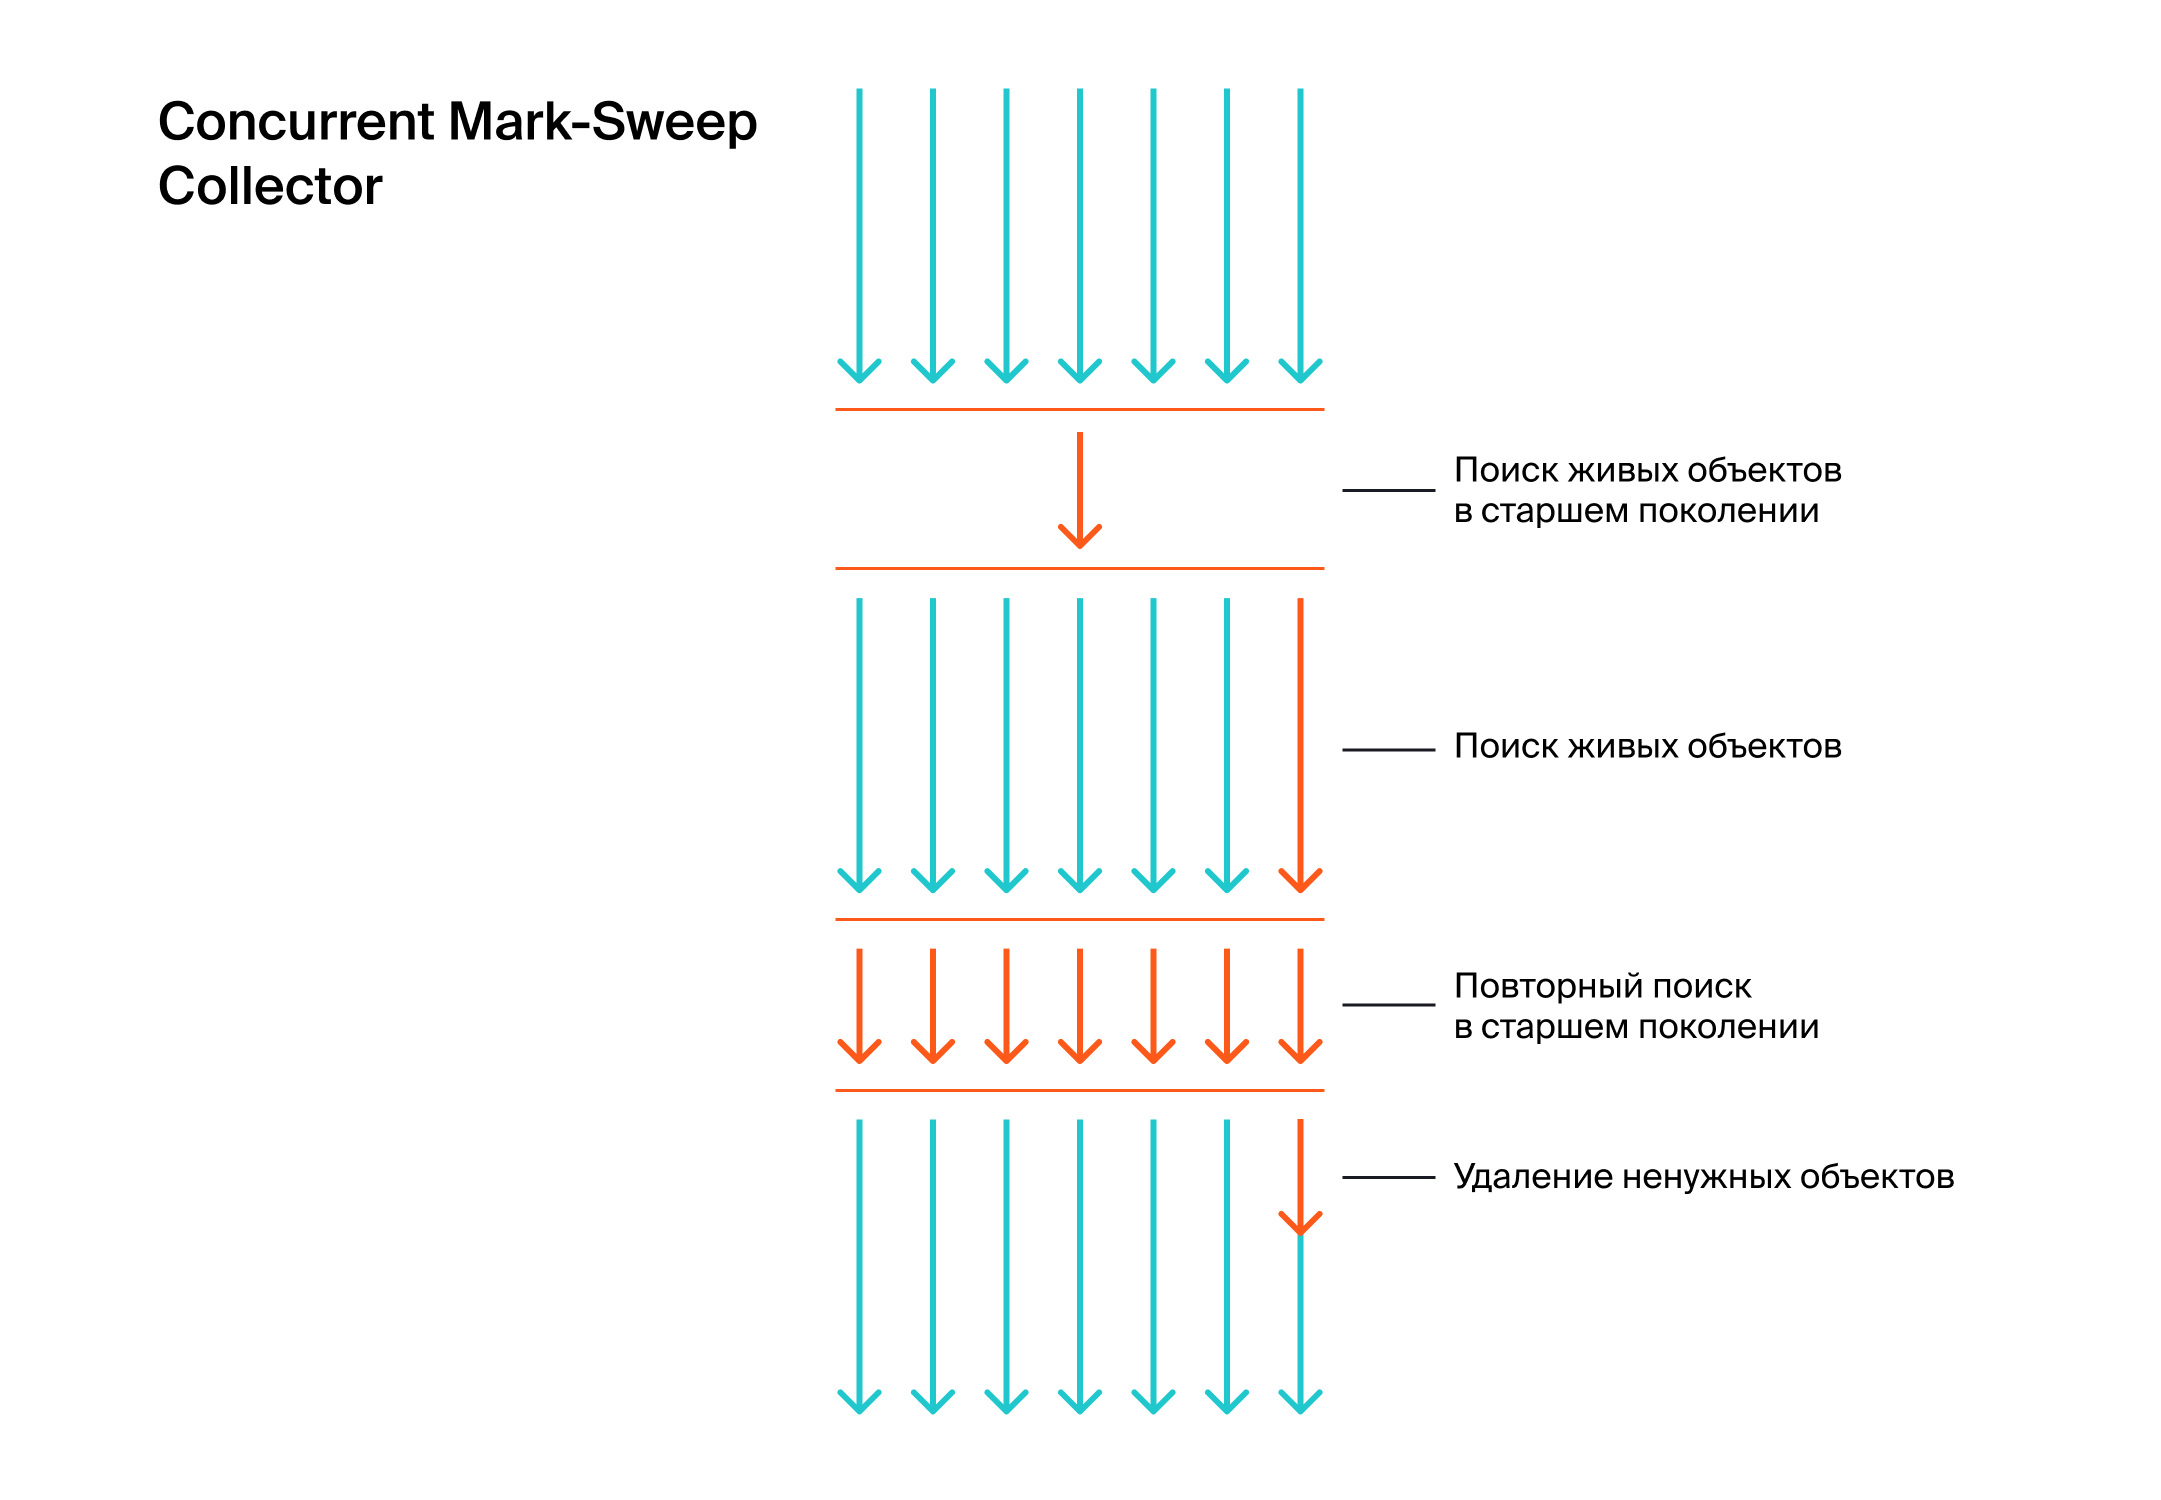 Concurrent Mark-Sweep
Collector
Поиск живых объектов
в старшем поколении
Поиск живых объектов
Повторный поиск
в старшем поколении
Удаление ненужных объектов